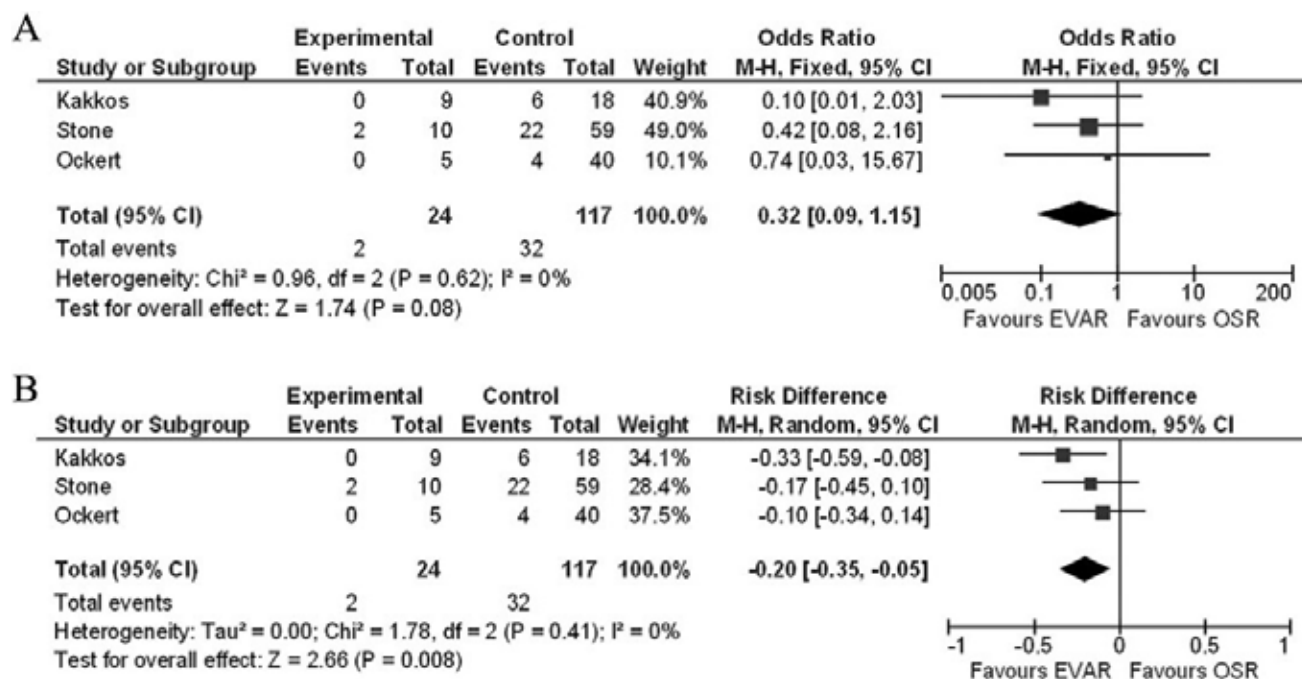 A
Experimental Control Odds Ratio Odds Ratio
Study or Subgroup Events Total Events Total Weight M-H, Fixed, 95% CI M-H, Fixed, 95% CI
Kakkos 0 9 6 18 40.9% 0.10 [0.01, 2.03]
Stone 2 10 22 59 49.0% 0.42 [0.08, 2.16]
Ockert 0 5 4 40 10.1% 0.74 [0.03, 15.67]
Total (95% CI) 24 117 100.0% 0.32 [0.09, 1.15]
Total events 2 32
Heterogeneity: Chi² = 0.96, df = 2 (P = 0.62); I² = 0%
Test for overall effect: Z = 1.74 (P = 0.08)
0.005 0.1 1 10 200
Favours EVAR Favours OSR
B
Experimental Control Risk Difference Risk Difference
Study or Subgroup Events Total Events Total Weight M-H, Random, 95% CI M-H, Random, 95% CI
Kakkos 0 9 6 18 34.1% -0.33 [-0.59, -0.08]
Stone 2 10 22 59 28.4% -0.17 [-0.45, 0.10]
Ockert 0 5 4 40 37.5% -0.10 [-0.34, 0.14]
Total (95% CI) 24 117 100.0% -0.20 [-0.35, -0.05]
Total events 2 32
Heterogeneity: Tau² = 0.00; Chi² = 1.78, df = 2 (P = 0.41); I² = 0%
Test for overall effect: Z = 2.66 (P = 0.008)
-1 -0.5 0 0.5 1
Favours EVAR Favours OSR